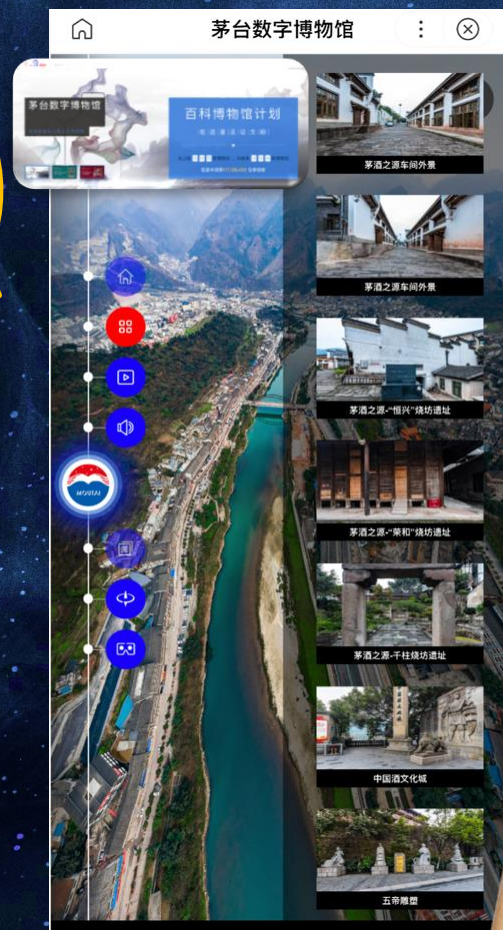 茅台数字博物馆
茅台数字博物馆
百科博物馆计划
MOUTAI
茅酒之源车间外景
茅酒之源车间外景
茅酒之源-“恒兴”烧坊遗址
茅酒之源-“荣和”烧坊遗址
茅酒之源-干柱烧坊遗址
中国酒文化城
五帝雕塑